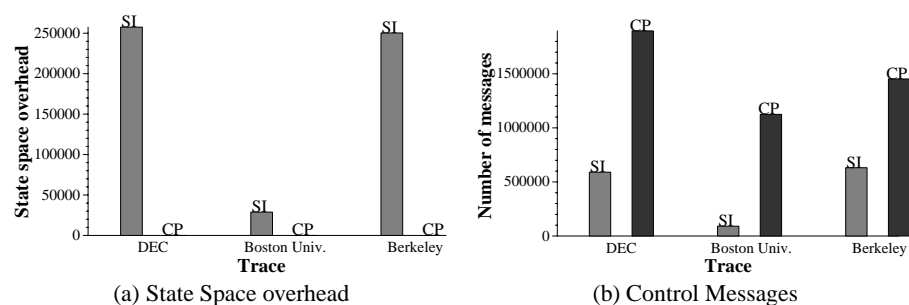 SI
SI
250000
200000
150000
100000
50000
0
State space overhead
SI
CP
CP
CP
DEC
Boston Univ.
Berkeley
Trace
(a) State Space overhead
CP
CP
CP
1500000
1000000
500000
0
Number of messages
SI
SI
SI
DEC
Boston Univ.
Berkeley
Trace
(b) Control Messages